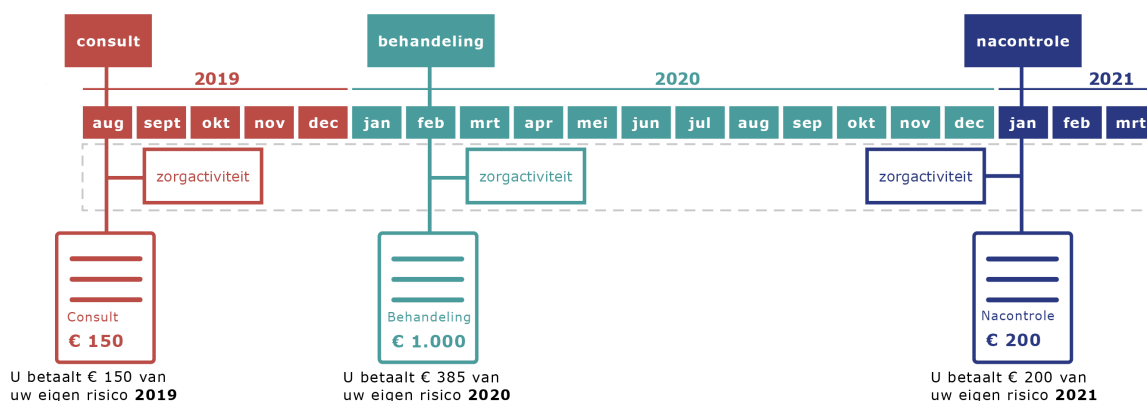 consult
behandeling
nacontrole
2019
2020
2021
aug sept okt nov dec jan feb mrt apr mei jun jul aug sep okt nov dec jan feb mrt
zorgactiviteit
zorgactiviteit
zorgactiviteit
Consult
€ 150
Behandeling
€ 1.000
Nacontrole
€ 200
U betaalt € 150 van
uw eigen risico 2019
U betaalt € 385 van
uw eigen risico 2020
U betaalt € 200 van
uw eigen risico 2021